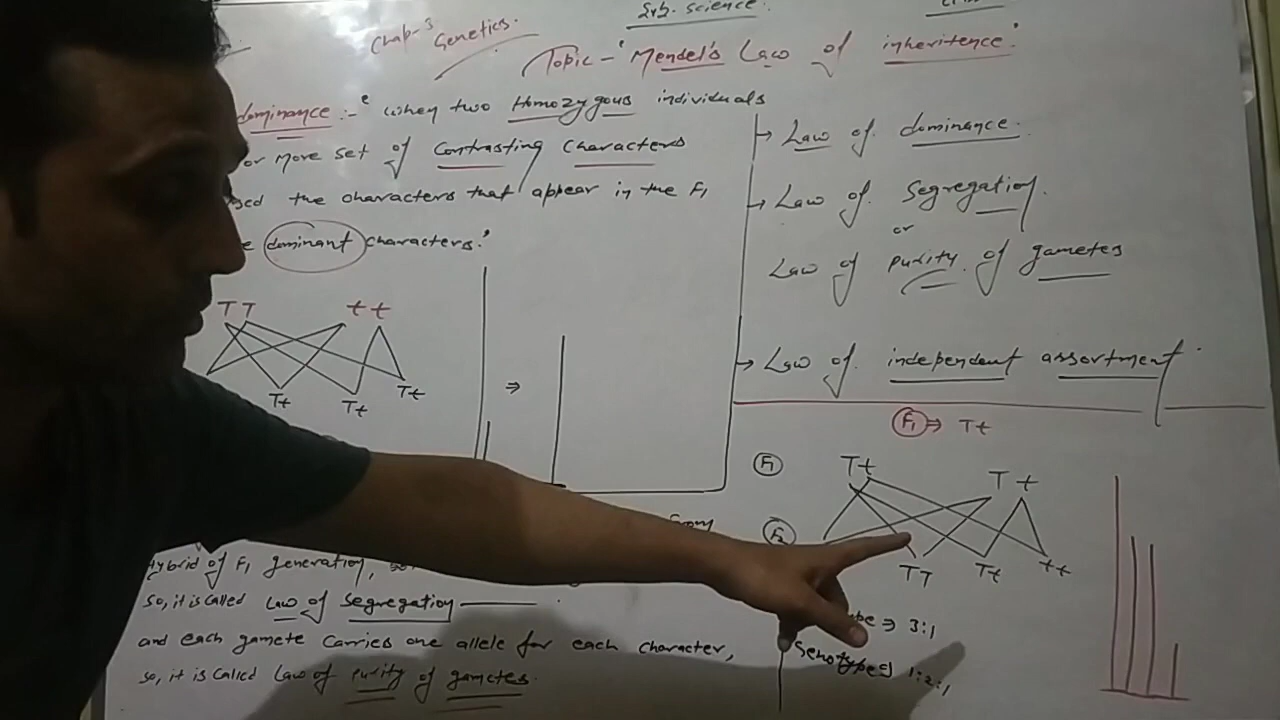 Sub. science.
Chap-3 Genetics.
Topic - 'Mendel's Law of inheritence'
dominance :- " when two Homozygous individuals
or more set of Contrasting Characters
the characters that appear in the F1
dominant characters."
→ Law of dominance.
→ Law of Segregation.
or
Law of purity of gametes
→ Law of independent assortment.
TT tt
Tt Tt Tt
⇒
F1 ⇒ Tt
F1 Tt Tt
F2
TT Tt tt
hybrid of F1 generation,
so, it is called Law of segregation
and each gamete carries one allele for each character,
so, it is called Law of purity of gametes.
⇒ 3:1
1:2:1